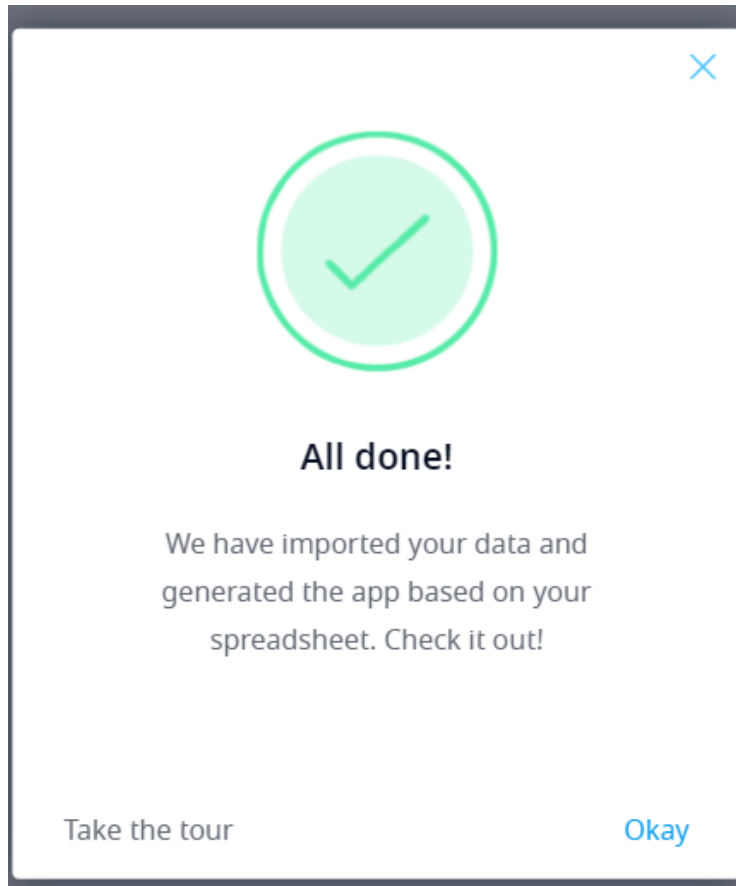 All done!
We have imported your data and
generated the app based on your
spreadsheet. Check it out!
Take the tour
Okay